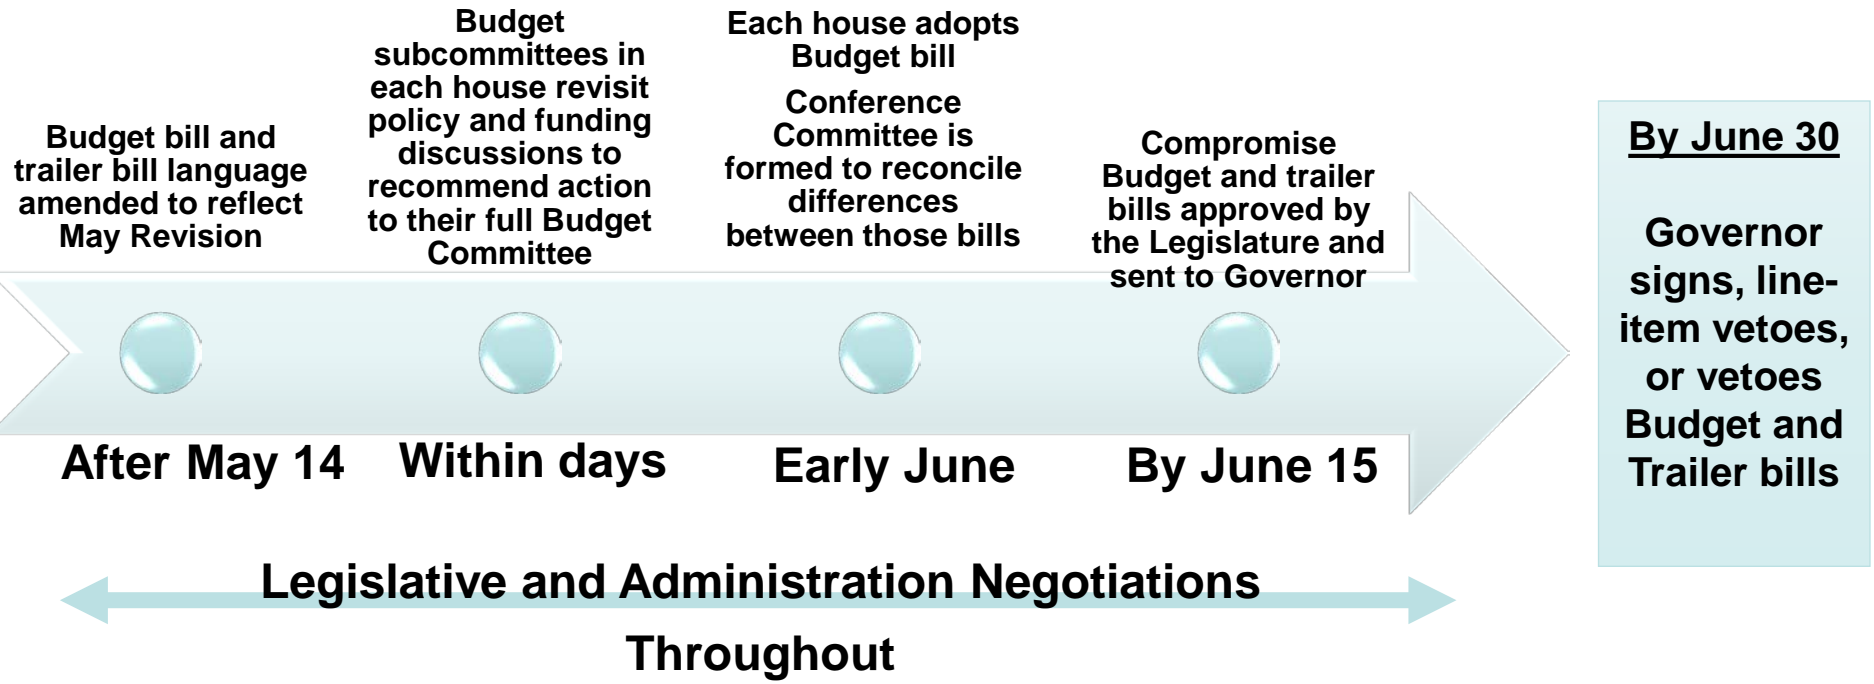 Budget bill and
trailer bill language
amended to reflect
May Revision
After May 14
Budget
subcommittees in
each house revisit
policy and funding
discussions to
recommend action
to their full Budget
Committee
Within days
Each house adopts
Budget bill
Conference
Committee is
formed to reconcile
differences
between those bills
Early June
Compromise
Budget and trailer
bills approved by
the Legislature and
sent to Governor
By June 15
By June 30
Governor
signs, line-
item vetoes,
or vetoes
Budget and
Trailer bills
Legislative and Administration Negotiations
Throughout